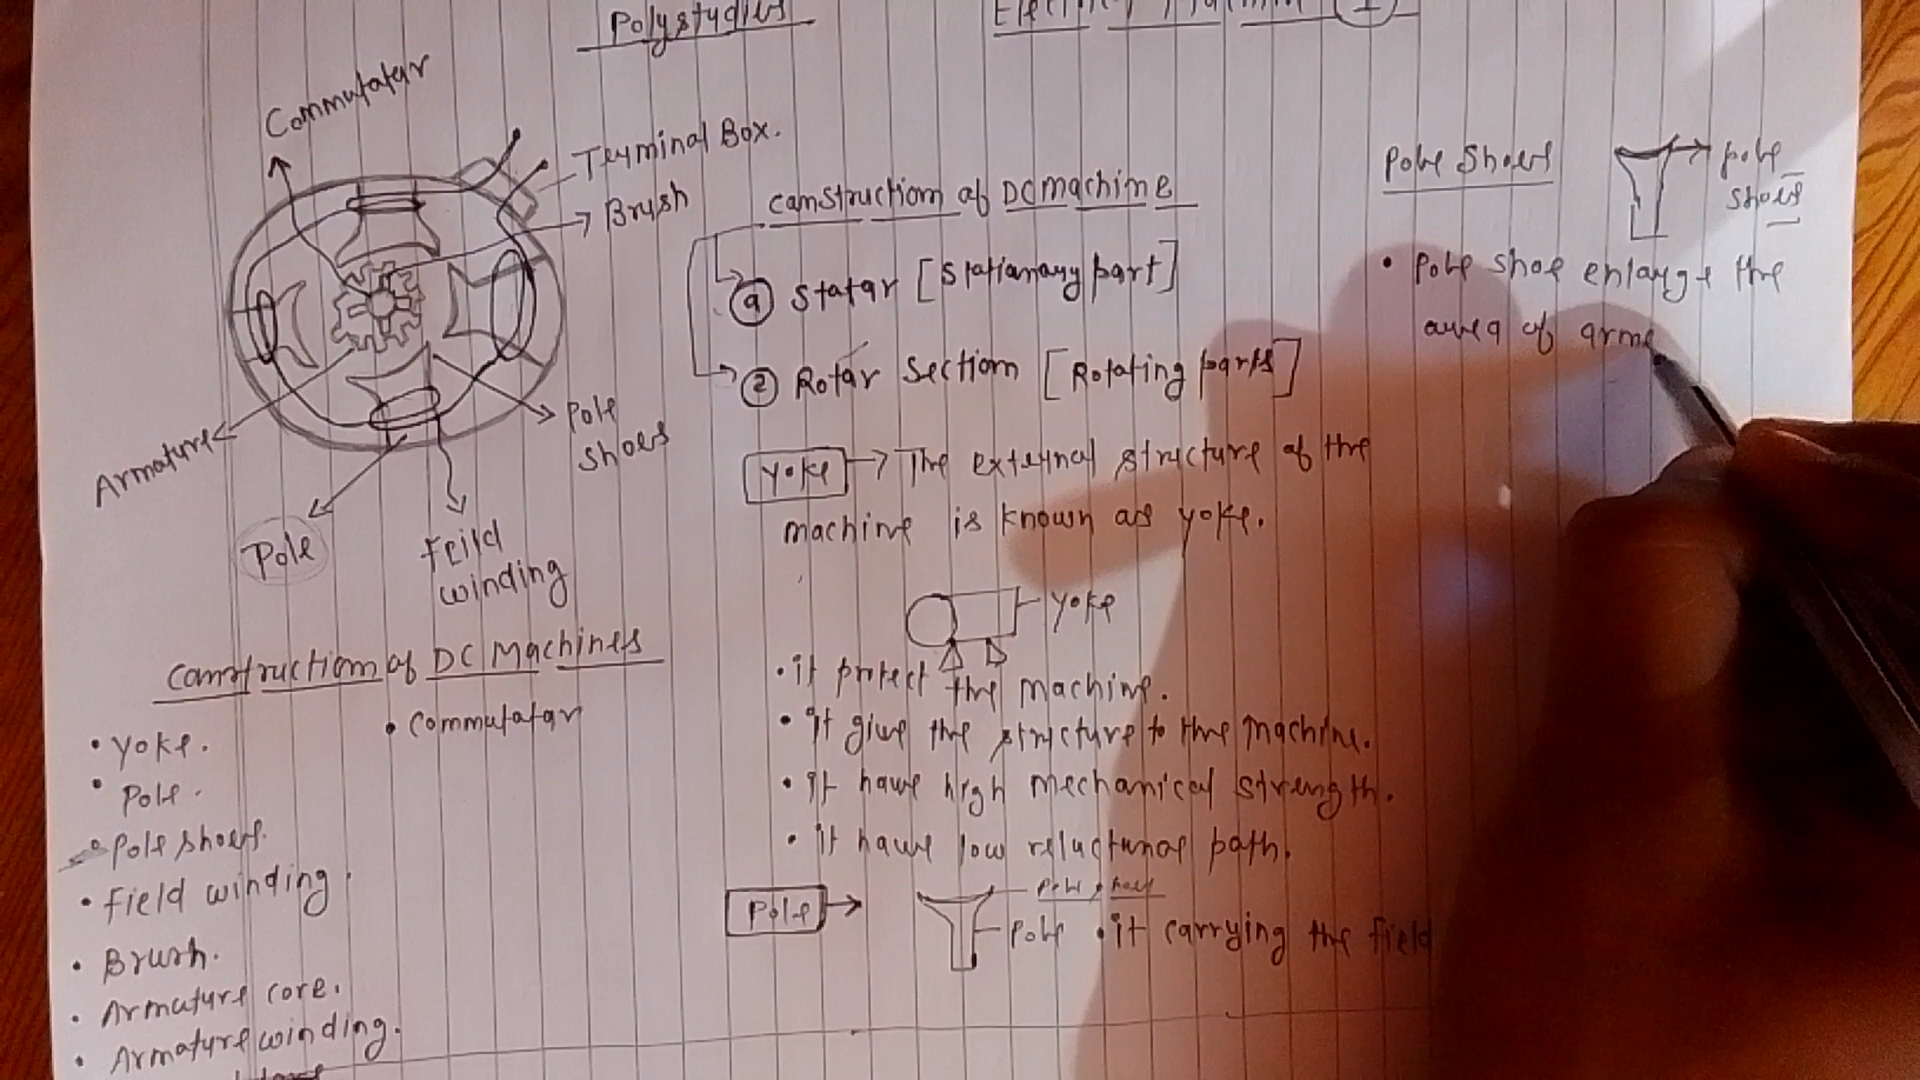 Polystudies
Commutator
Terminal Box.
Brush
Armature
Pole
shoes
Pole
Feild
winding
Construction of DC Machines
• Yoke.
• Commutator
• Pole.
• Pole shoes.
• Field winding.
• Brush.
• Armature core.
• Armature winding.
Construction of DC machine
a Stator [Stationary part]
2 Rotor Section [Rotating parts]
Yoke → The external structure of the
machine is known as yoke.
Yoke
• it protect the machine.
• it give the structure to the machine.
• it have high mechanical strength.
• it have low reluctance path.
Pole →
Pole shoes
Pole
• it carrying the field
Pole Shoes
pole
shoes
• Pole shoe enlarge the
area of arme